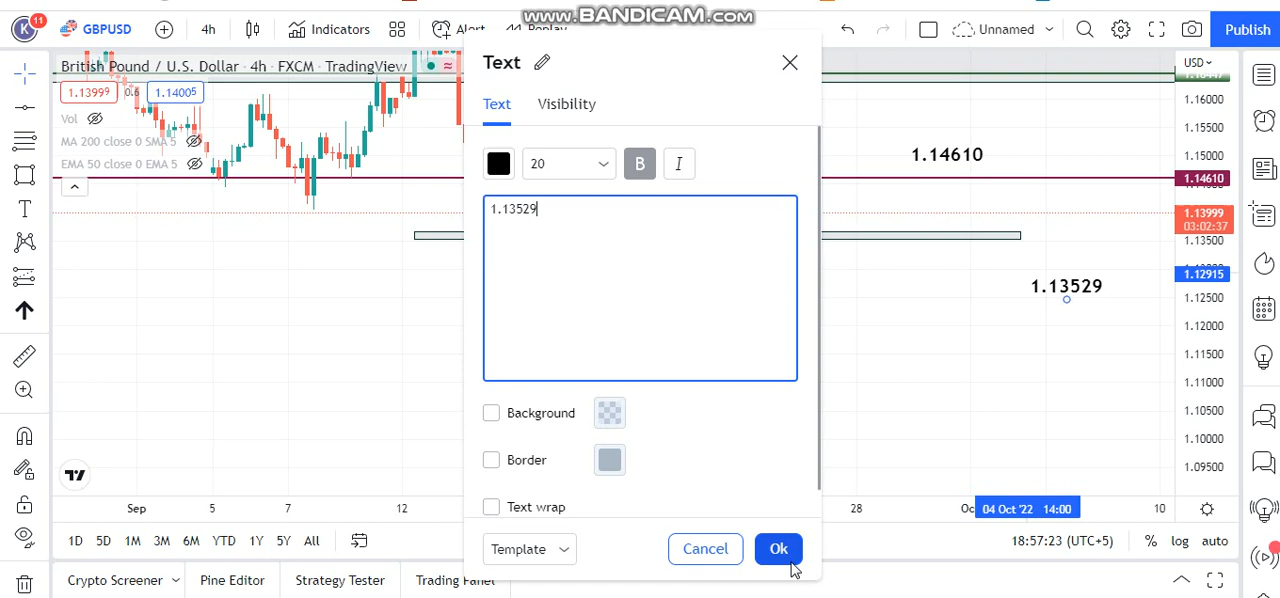 www.BANDICAM.com
K 11 GBPUSD 4h Indicators Alert Replay Unnamed Publish
British Pound / U.S. Dollar · 4h · FXCM · TradingView
1.13999 0.6 1.14005
Vol
MA 200 close 0 SMA 5
EMA 50 close 0 EMA 5
Text
Text Visibility
20 B I
1.13529
Background
Border
Text wrap
Template Cancel Ok
1.14610
1.13529
USD
1.16447
1.16000
1.15500
1.15000
1.14610
1.13999
03:02:37
1.13500
1.12915
1.12500
1.12000
1.11500
1.11000
1.10500
1.10000
1.09500
Sep 5 7 12 28 Oc 04 Oct '22 14:00 10
1D 5D 1M 3M 6M YTD 1Y 5Y All 18:57:23 (UTC+5) % log auto
Crypto Screener Pine Editor Strategy Tester Trading Panel